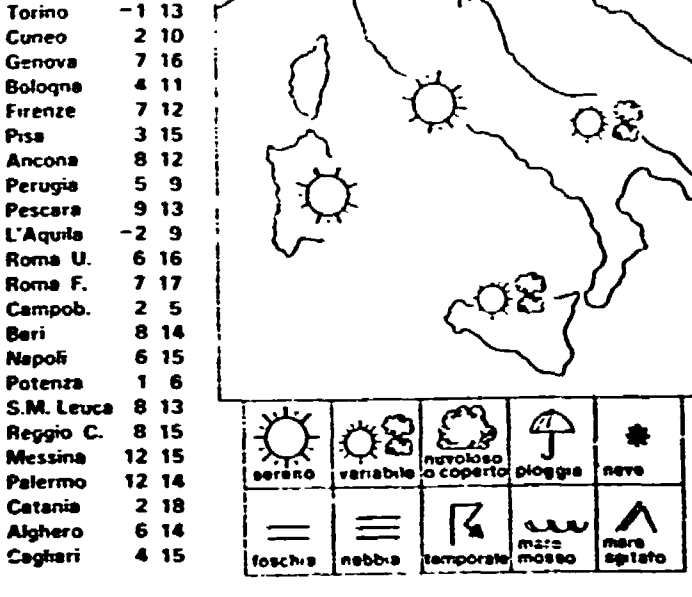 Torino -1 13
Cuneo 2 10
Genova 7 16
Bologna 4 11
Firenze 7 12
Pisa 3 15
Ancona 8 12
Perugia 5 9
Pescara 9 13
L'Aquila -2 9
Roma U. 6 16
Roma F. 7 17
Campob. 2 5
Bari 8 14
Napoli 6 15
Potenza 1 6
S.M. Leuca 8 13
Reggio C. 8 15
Messina 12 15
Palermo 12 14
Catania 2 18
Alghero 6 14
Cagliari 4 15
sereno
variabile
nuvoloso
o coperto
pioggia
neve
foschia
nebbia
temporale
mare
mosso
mare
agitato